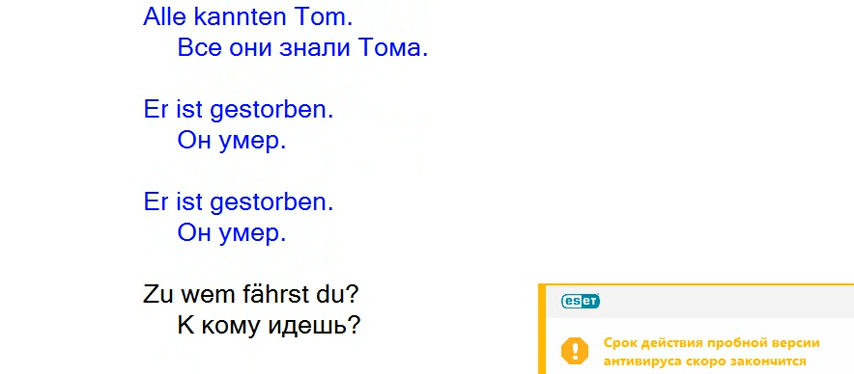 Alle kannten Tom.
Все они знали Тома.
Er ist gestorben.
Он умер.
Er ist gestorben.
Он умер.
Zu wem fährst du?
К кому идешь?
eseT
Срок действия пробной версии
антивируса скоро закончится